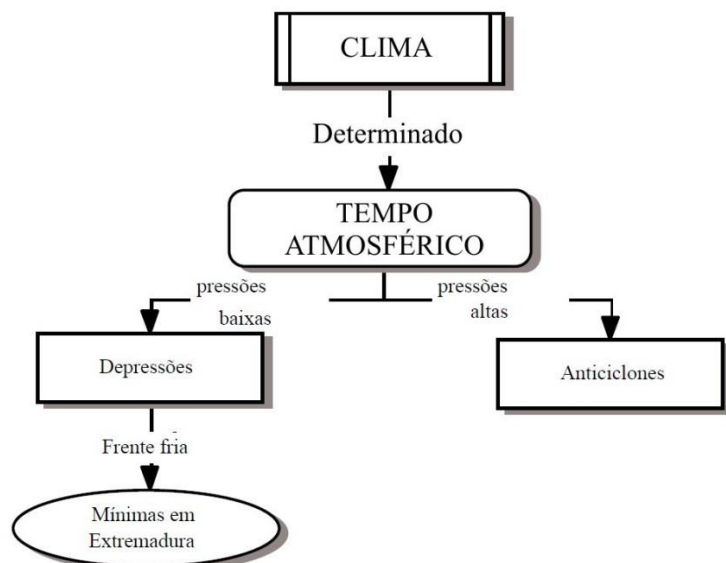 CLIMA
Determinado
TEMPO
ATMOSFÉRICO
pressões
baixas
pressões
altas
Depressões
Anticiclones
Frente fria
Mínimas em
Extremadura